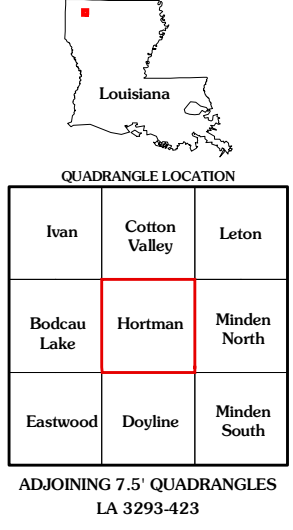 Louisiana
QUADRANGLE LOCATION
Ivan
Cotton
Valley
Leton
Bodcau
Lake
Hortman
Minden
North
Eastwood
Doyline
Minden
South
ADJOINING 7.5' QUADRANGLES
LA 3293-423